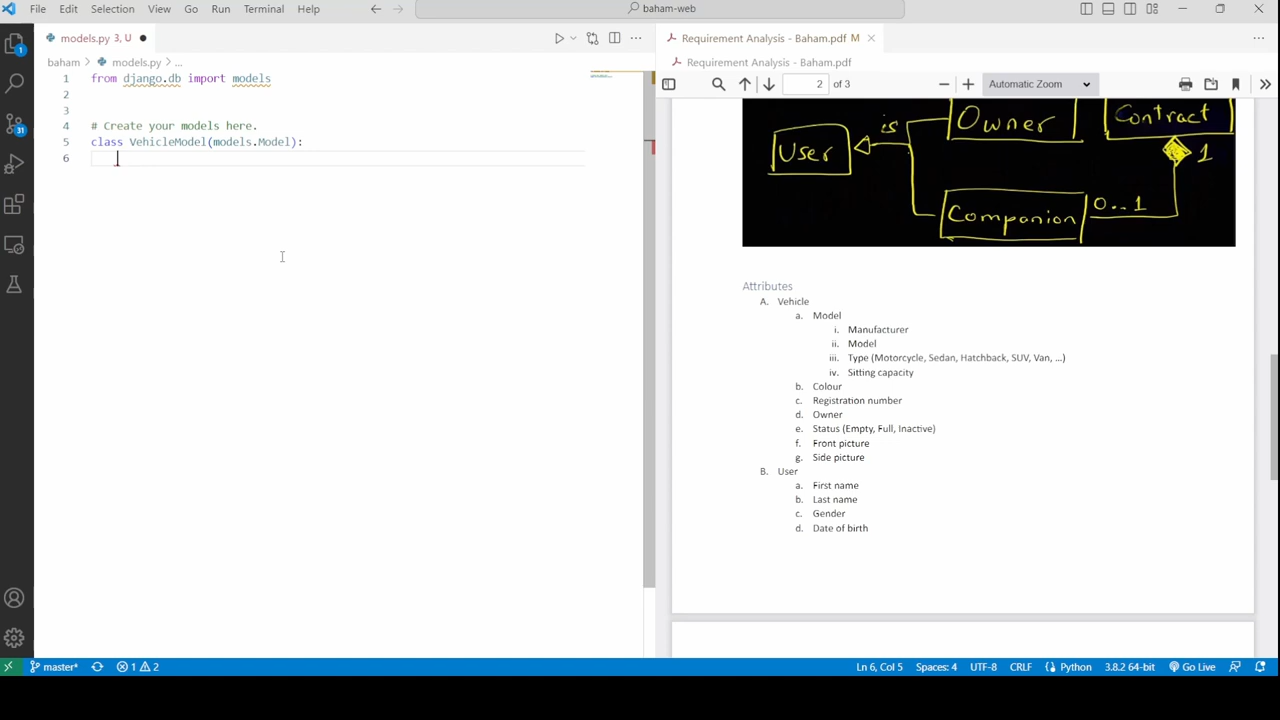 File Edit Selection View Go Run Terminal Help
baham-web
models.py 3, U
baham > models.py > ...
1 from django.db import models
2
3
4 # Create your models here.
5 class VehicleModel(models.Model):
6
Requirement Analysis - Baham.pdf M
Requirement Analysis - Baham.pdf
2 of 3
Automatic Zoom
Owner
Contract
is
User
1
Companion
0..1
Attributes
A. Vehicle
a. Model
i. Manufacturer
ii. Model
iii. Type (Motorcycle, Sedan, Hatchback, SUV, Van, ...)
iv. Sitting capacity
b. Colour
c. Registration number
d. Owner
e. Status (Empty, Full, Inactive)
f. Front picture
g. Side picture
B. User
a. First name
b. Last name
c. Gender
d. Date of birth
1
31
master* 1 2
Ln 6, Col 5 Spaces: 4 UTF-8 CRLF Python 3.8.2 64-bit Go Live